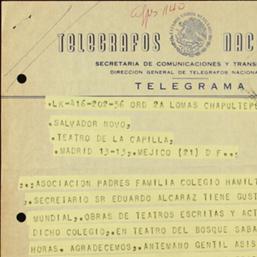 TELEGRAFOS NAC
SECRETARIA DE COMUNICACIONES Y TRANS
DIRECCION GENERAL DE TELEGRAFOS NACIONA
TELEGRAMA
.LK-416-202-56 ORD 2A LOMAS CHAPULTEP
.SALVADOR NOVO,
.TEATRO DE LA CAPILLA,
.MADRID 13-13. MEJICO (21) D F.
ASOCIACION PADRES FAMILIA COLEGIO HAMIL
.SECRETARIO SR EDUARDO ALCARAZ TIENE GUST
MUNDIAL, OBRAS DE TEATROS ESCRITAS Y ACT
DICHO COLEGIO, .EN TEATRO DEL BOSQUE SABA
HORAS. AGRADECEMOS, ANTEMANO GENTIL ASIS